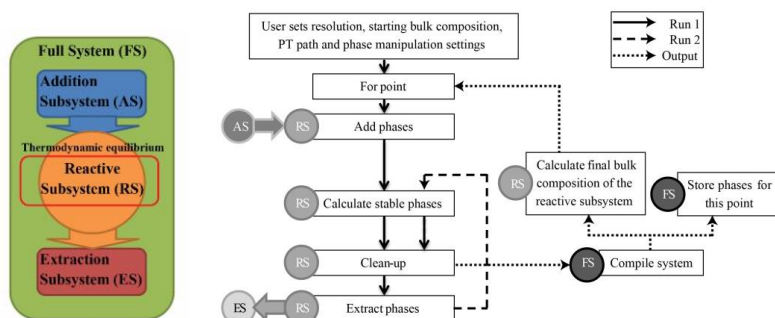 Full System (FS)
Addition
Subsystem (AS)
Thermodynamic equilibrium
Reactive
Subsystem (RS)
Extraction
Subsystem (ES)
User sets resolution, starting bulk composition,
PT path and phase manipulation settings
For point
AS
RS
Add phases
RS
Calculate stable phases
RS
Clean-up
ES
RS
Extract phases
Run 1
Run 2
Output
RS
Calculate final bulk
composition of the
reactive subsystem
FS
Store phases for
this point
FS
Compile system